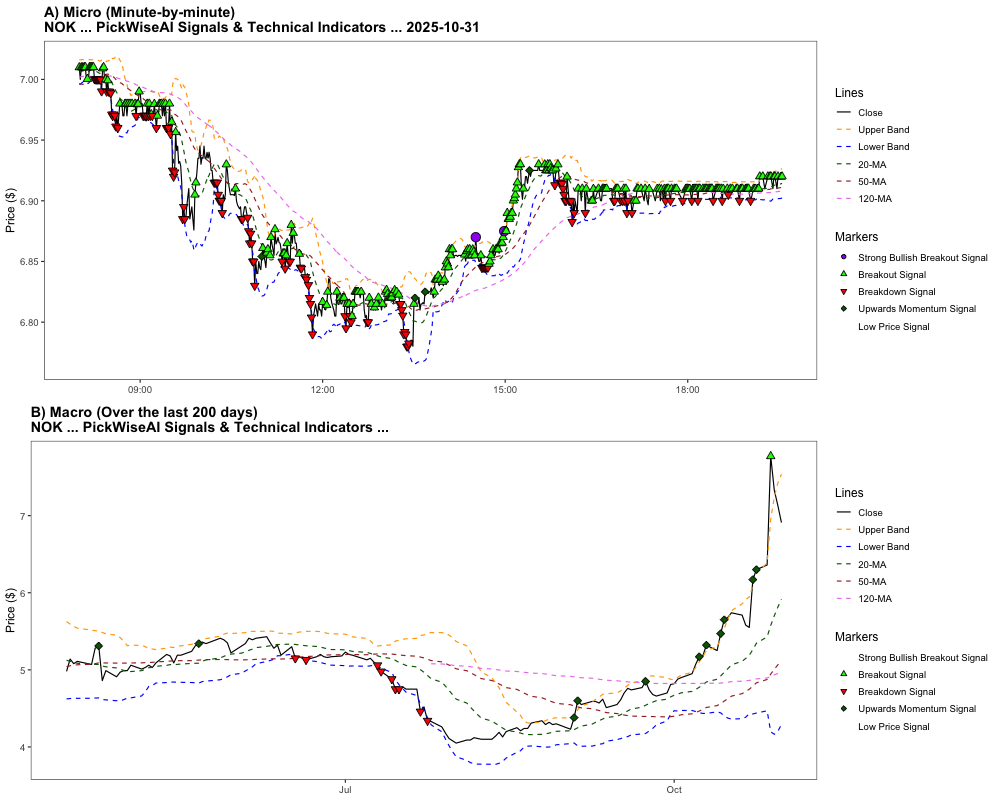 A) Micro (Minute-by-minute)
NOK ... PickWiseAI Signals & Technical Indicators ... 2025-10-31
Price ($)
7.00
6.95
6.90
6.85
6.80
09:00
12:00
15:00
18:00
Lines
Close
Upper Band
Lower Band
20-MA
50-MA
120-MA
Markers
Strong Bullish Breakout Signal
Breakout Signal
Breakdown Signal
Upwards Momentum Signal
Low Price Signal
B) Macro (Over the last 200 days)
NOK ... PickWiseAI Signals & Technical Indicators ...
Price ($)
7
6
5
4
Jul
Oct
Lines
Close
Upper Band
Lower Band
20-MA
50-MA
120-MA
Markers
Strong Bullish Breakout Signal
Breakout Signal
Breakdown Signal
Upwards Momentum Signal
Low Price Signal